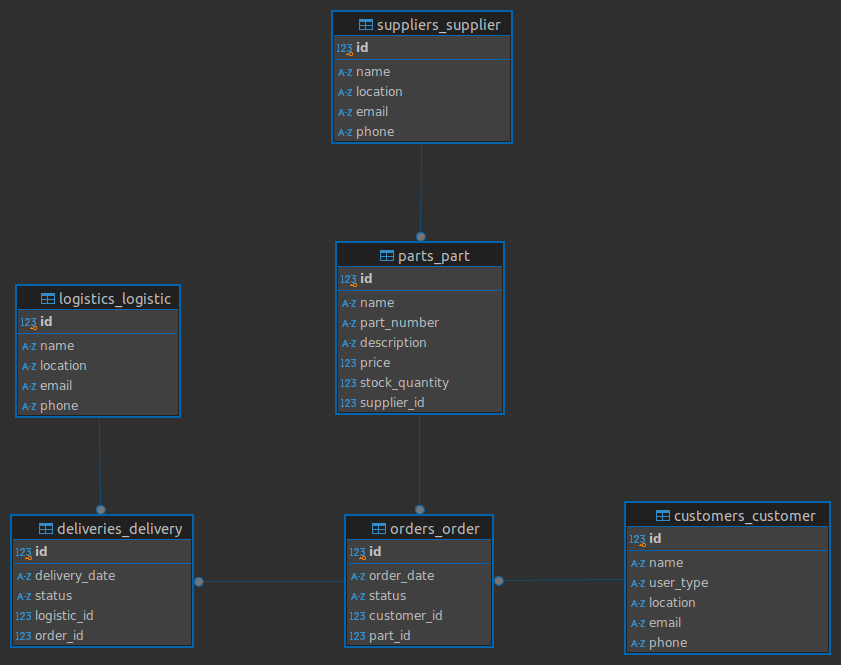 suppliers_supplier
123 id
A-Z name
A-Z location
A-Z email
A-Z phone
parts_part
123 id
A-Z name
A-Z part_number
A-Z description
123 price
123 stock_quantity
123 supplier_id
logistics_logistic
123 id
A-Z name
A-Z location
A-Z email
A-Z phone
deliveries_delivery
123 id
A-Z delivery_date
A-Z status
123 logistic_id
123 order_id
orders_order
123 id
A-Z order_date
A-Z status
123 customer_id
123 part_id
customers_customer
123 id
A-Z name
A-Z user_type
A-Z location
A-Z email
A-Z phone